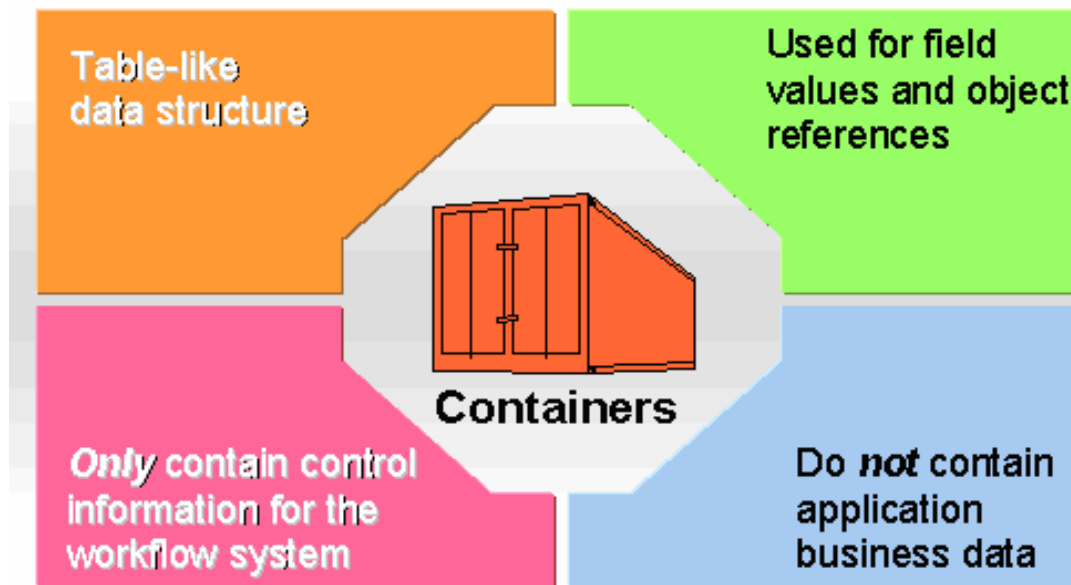 Table-like
data structure
Used for field
values and object
references
Containers
Only contain control
information for the
workflow system
Do not contain
application
business data